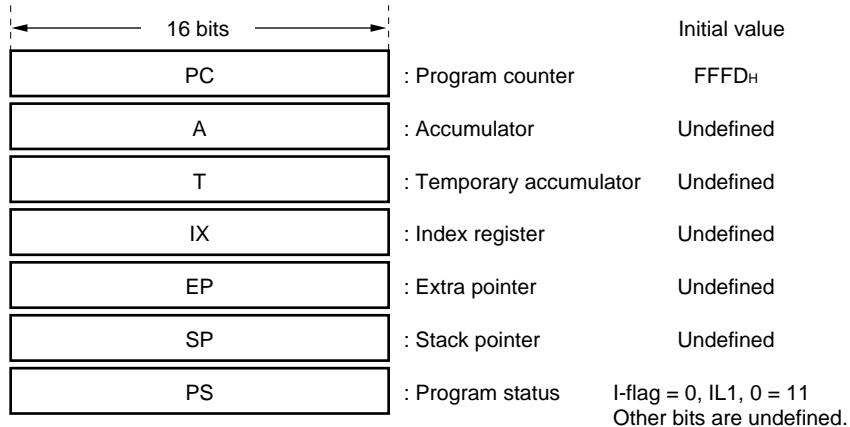 16 bits Initial value
PC : Program counter FFFDH
A : Accumulator Undefined
T : Temporary accumulator Undefined
IX : Index register Undefined
EP : Extra pointer Undefined
SP : Stack pointer Undefined
PS : Program status I-flag = 0, IL1, 0 = 11
Other bits are undefined.